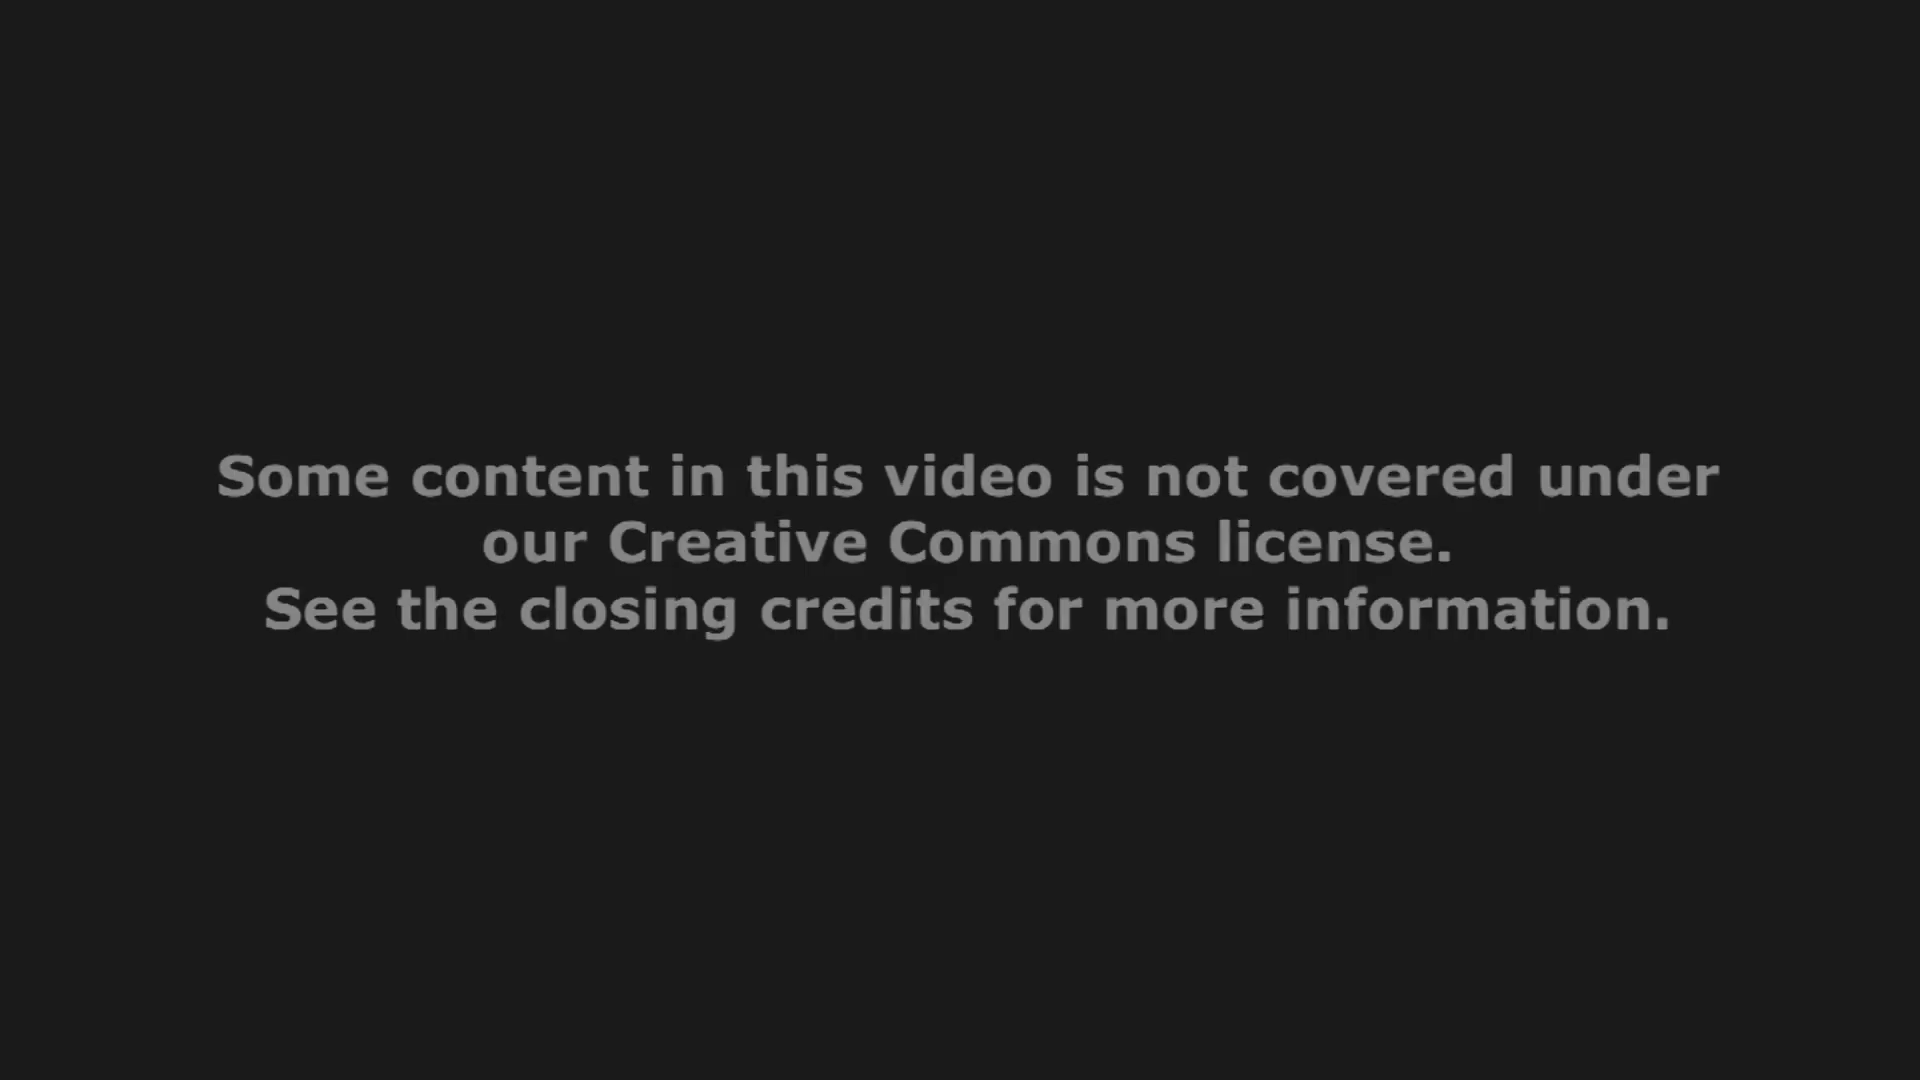 Some content in this video is not covered under
our Creative Commons license.
See the closing credits for more information.